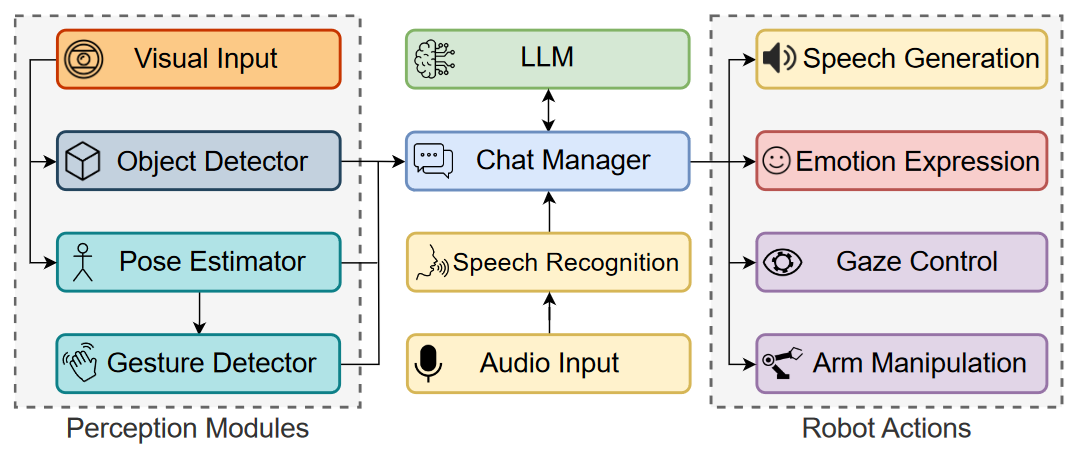 Visual Input
Object Detector
Pose Estimator
Gesture Detector
Perception Modules
LLM
Chat Manager
Speech Recognition
Audio Input
Speech Generation
Emotion Expression
Gaze Control
Arm Manipulation
Robot Actions